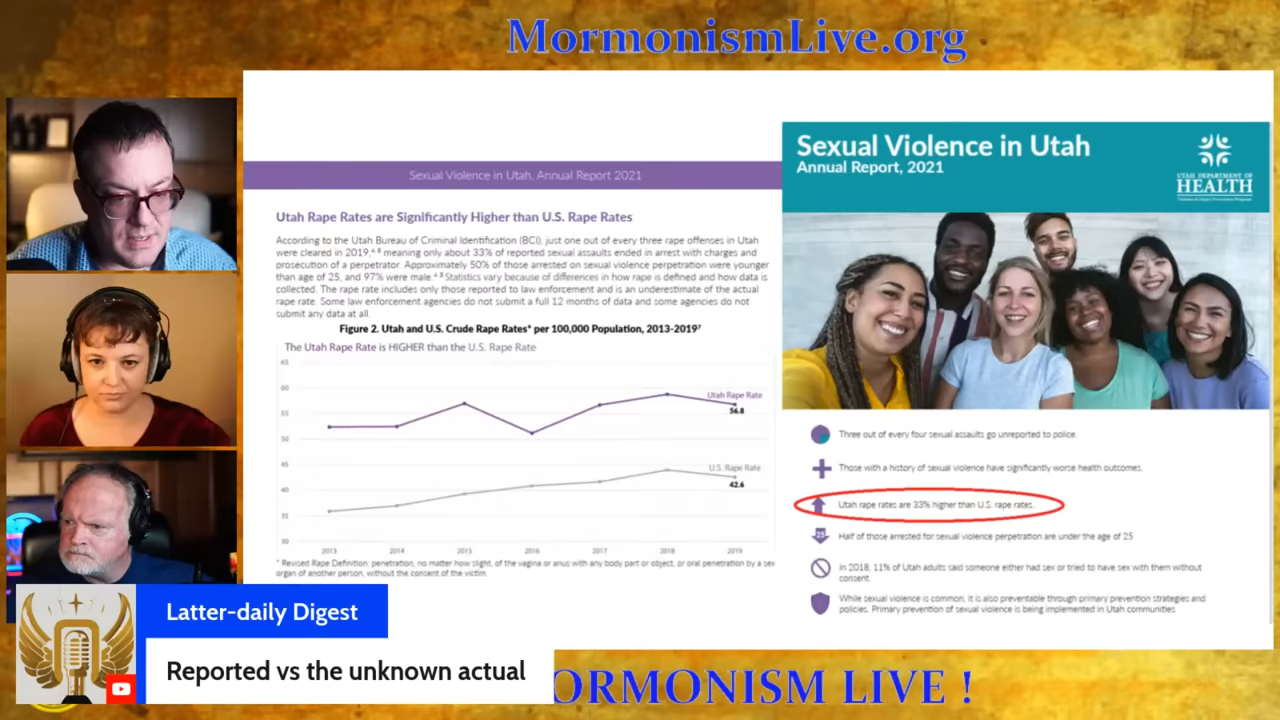 MormonismLive.org
Sexual Violence in Utah, Annual Report 2021
Utah Rape Rates are Significantly Higher than U.S. Rape Rates
According to the Utah Bureau of Criminal Identification (BCI), just one out of every three rape offenses in Utah
were cleared in 2019,⁴˒⁸ meaning only about 33% of reported sexual assaults ended in arrest with charges and
prosecution of a perpetrator. Approximately 50% of those arrested on sexual violence perpetration were younger
than age of 25, and 97% were male.⁴˒⁸ Statistics vary because of differences in how rape is defined and how data is
collected. The rape rate includes only those reported to law enforcement and is an underestimate of the actual
rape rate. Some law enforcement agencies do not submit a full 12 months of data and some agencies do not
submit any data at all.
Figure 2. Utah and U.S. Crude Rape Rates* per 100,000 Population, 2013-2019⁷
The Utah Rape Rate is HIGHER than the U.S. Rape Rate
65
60
55
50
45
40
35
30
Utah Rape Rate
56.8
U.S. Rape Rate
42.6
2013 2014 2015 2016 2017 2018 2019
* Revised Rape Definition: penetration, no matter how slight, of the vagina or anus with any body part or object, or oral penetration by a sex
organ of another person, without the consent of the victim.
Sexual Violence in Utah
Annual Report, 2021
UTAH DEPARTMENT OF
HEALTH
Three out of every four sexual assaults go unreported to police.
Those with a history of sexual violence have significantly worse health outcomes.
Utah rape rates are 33% higher than U.S. rape rates.
25
Half of those arrested for sexual violence perpetration are under the age of 25
In 2018, 11% of Utah adults said someone either had sex or tried to have sex with them without
consent.
While sexual violence is common, it is also preventable through primary prevention strategies and
policies. Primary prevention of sexual violence is being implemented in Utah communities
Latter-daily Digest
Reported vs the unknown actual
ORMONISM LIVE !